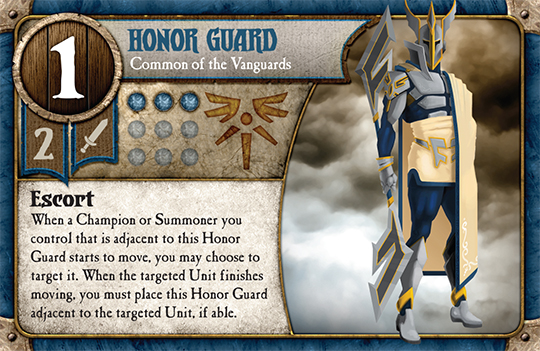 1
HONOR GUARD
Common of the Vanguards
2
Escort
When a Champion or Summoner you
control that is adjacent to this Honor
Guard starts to move, you may choose to
target it. When the targeted Unit finishes
moving, you must place this Honor Guard
adjacent to the targeted Unit, if able.